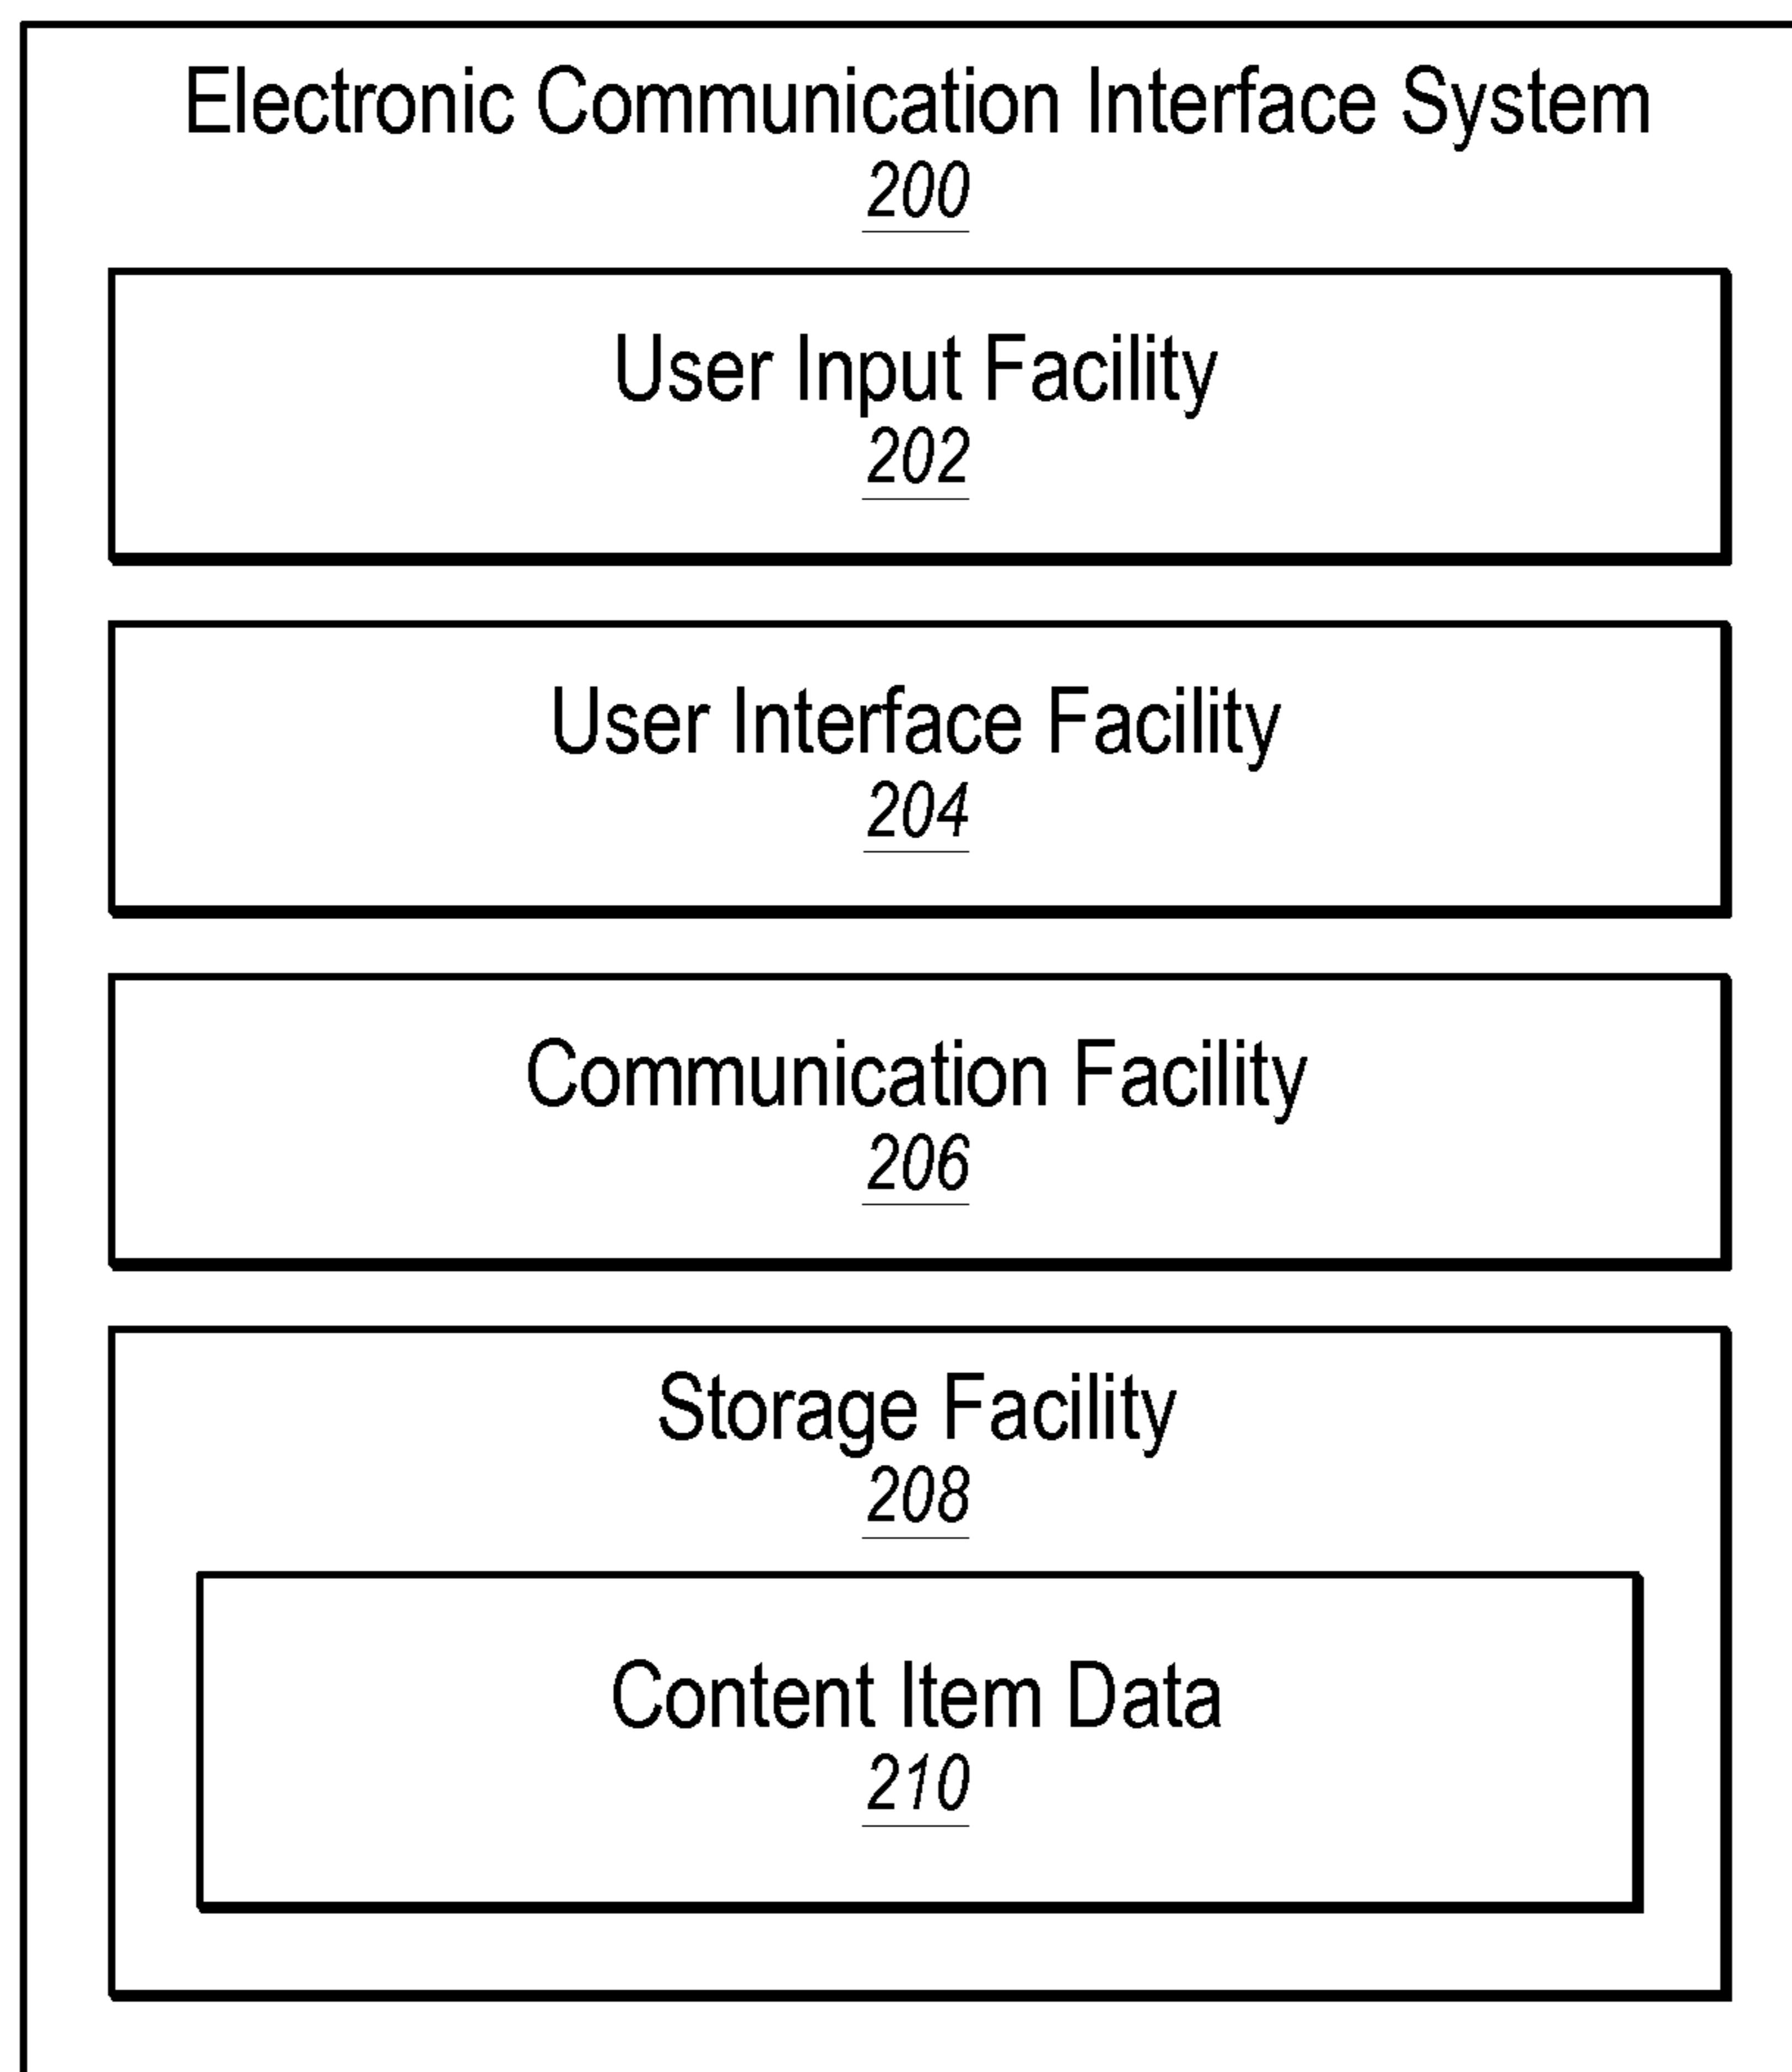 Electronic Communication Interface System
200
User Input Facility
202
User Interface Facility
204
Communication Facility
206
Storage Facility
208
Content Item Data
210